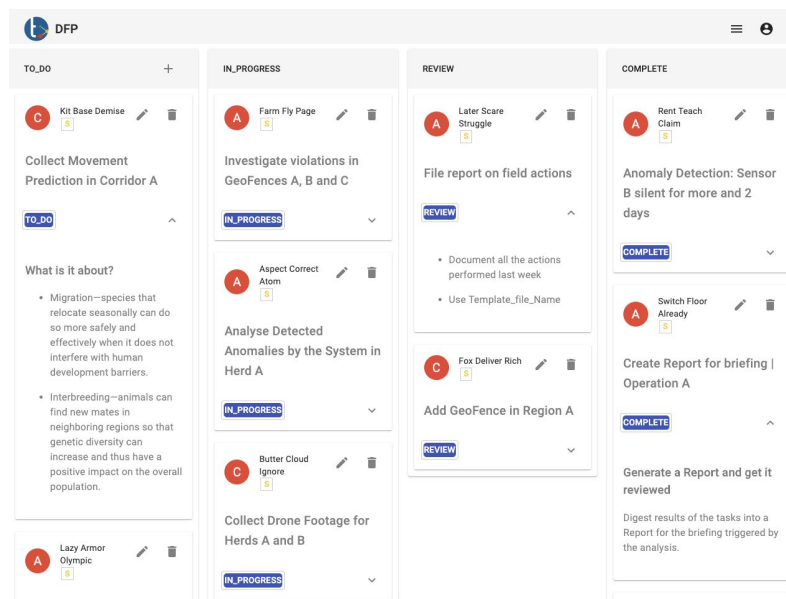 DFP
TO_DO
+
C
Kit Base Demise
S
Collect Movement
Prediction in Corridor A
TO_DO
What is it about?
• Migration—species that
relocate seasonally can do
so more safely and
effectively when it does not
interfere with human
development barriers.
• Interbreeding—animals can
find new mates in
neighboring regions so that
genetic diversity can
increase and thus have a
positive impact on the overall
population.
A
Lazy Armor
Olympic
S
IN_PROGRESS
A
Farm Fly Page
S
Investigate violations in
GeoFences A, B and C
IN_PROGRESS
A
Aspect Correct
Atom
S
Analyse Detected
Anomalies by the System in
Herd A
IN_PROGRESS
C
Butter Cloud
Ignore
S
Collect Drone Footage for
Herds A and B
IN_PROGRESS
REVIEW
A
Later Scare
Struggle
S
File report on field actions
REVIEW
• Document all the actions
performed last week
• Use Template_file_Name
C
Fox Deliver Rich
S
Add GeoFence in Region A
REVIEW
COMPLETE
A
Rent Teach
Claim
S
Anomaly Detection: Sensor
B silent for more and 2
days
COMPLETE
A
Switch Floor
Already
S
Create Report for briefing |
Operation A
COMPLETE
Generate a Report and get it
reviewed
Digest results of the tasks into a
Report for the briefing triggered by
the analysis.